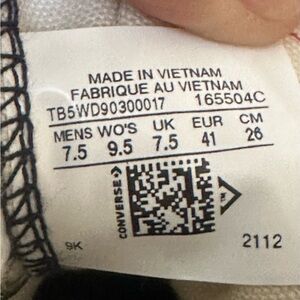 MADE IN VIETNAM
FABRIQUE AU VIETNAM
TB5WD90300017 165504C
MENS WO'S UK EUR CM
7.5 9.5 7.5 41 26
CONVERSE
9K 2112